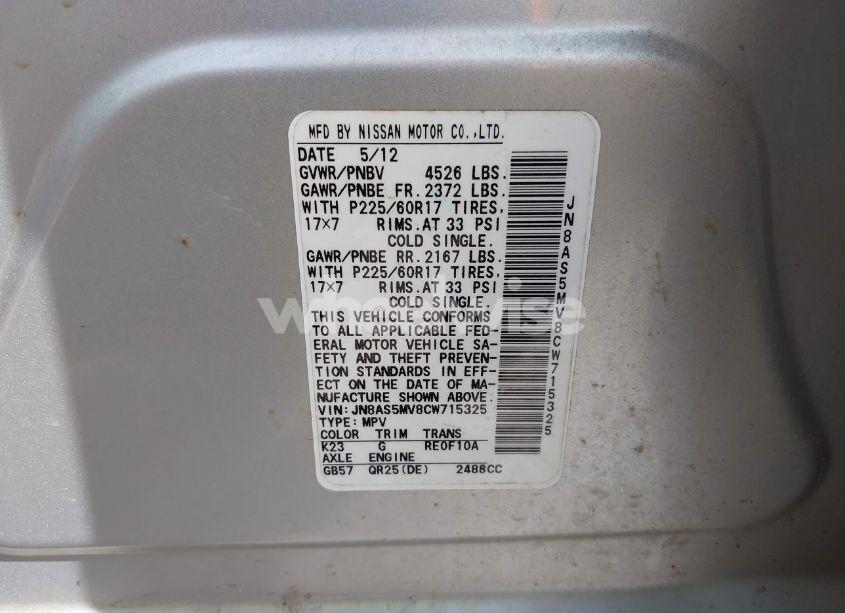 MFD BY NISSAN MOTOR CO.,LTD.
DATE 5/12
GVWR/PNBV 4526 LBS.
GAWR/PNBE FR. 2372 LBS.
WITH P225/60R17 TIRES,
17×7 RIMS.AT 33 PSI
COLD SINGLE.
GAWR/PNBE RR. 2167 LBS.
WITH P225/60R17 TIRES,
17×7 RIMS.AT 33 PSI
COLD SINGLE.
THIS VEHICLE CONFORMS
TO ALL APPLICABLE FED-
ERAL MOTOR VEHICLE SA-
FETY AND THEFT PREVEN-
TION STANDARDS IN EFF-
ECT ON THE DATE OF MA-
NUFACTURE SHOWN ABOVE.
VIN:JN8AS5MV8CW715325
TYPE:MPV
COLOR TRIM TRANS
K23 G RE0F10A
AXLE ENGINE
GB57 QR25(DE) 2488CC
JN8AS5MV8CW715325